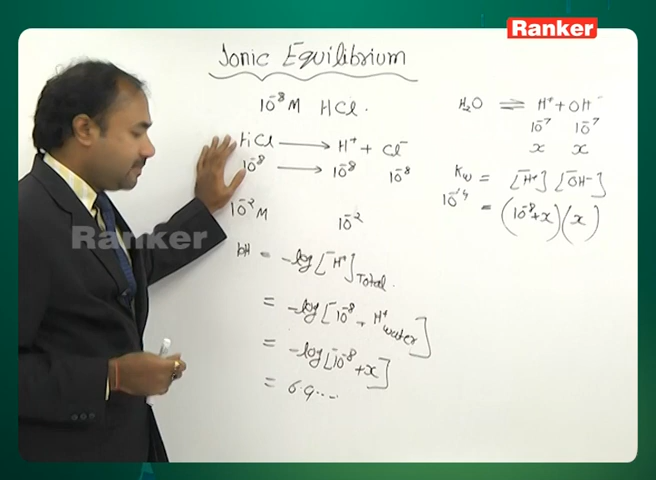 Ranker
Ionic Equilibrium
10⁻⁸ M HCl.
HCl → H⁺ + Cl⁻
10⁻⁸ → 10⁻⁸ 10⁻⁸
10⁻² M 10⁻²
Ranker
pH = -log [H⁺]Total.
= -log [10⁻⁸ + H⁺water]
= -log [10⁻⁸ + x]
= 6.9....
H₂O ⇌ H⁺ + OH⁻
10⁻⁷ 10⁻⁷
x x
Kw = [H⁺] [OH⁻]
10⁻¹⁴ = (10⁻⁸+x) (x)